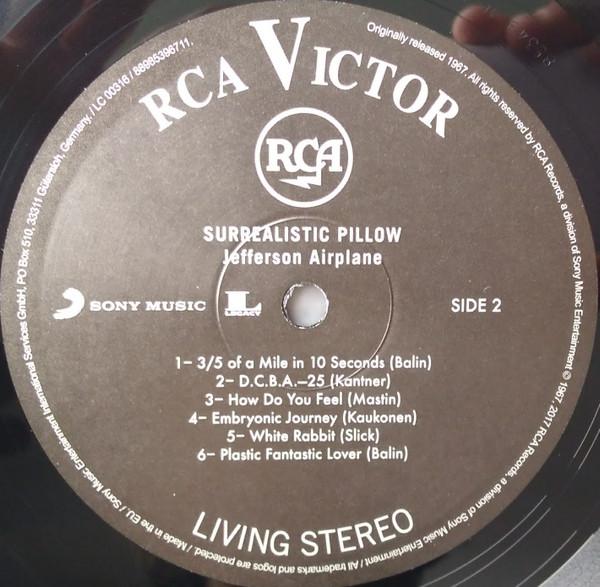 RCA VICTOR
RCA
SURREALISTIC PILLOW
Jefferson Airplane
SONY MUSIC
L
LEGACY
SIDE 2
1– 3/5 of a Mile in 10 Seconds (Balin)
2– D.C.B.A.–25 (Kantner)
3– How Do You Feel (Mastin)
4– Embryonic Journey (Kaukonen)
5– White Rabbit (Slick)
6– Plastic Fantastic Lover (Balin)
LIVING STEREO
Originally released 1967. All rights reserved by RCA Records, a division of Sony Music Entertainment ℗ 1967, 2017 RCA Records, a division of Sony Music Entertainment / All trademarks and logos are protected. / Made in the EU. / Sony Music Entertainment International Services GmbH, PO Box 510, 33311 Gütersloh, Germany. / LC 00316 / 88985396711.